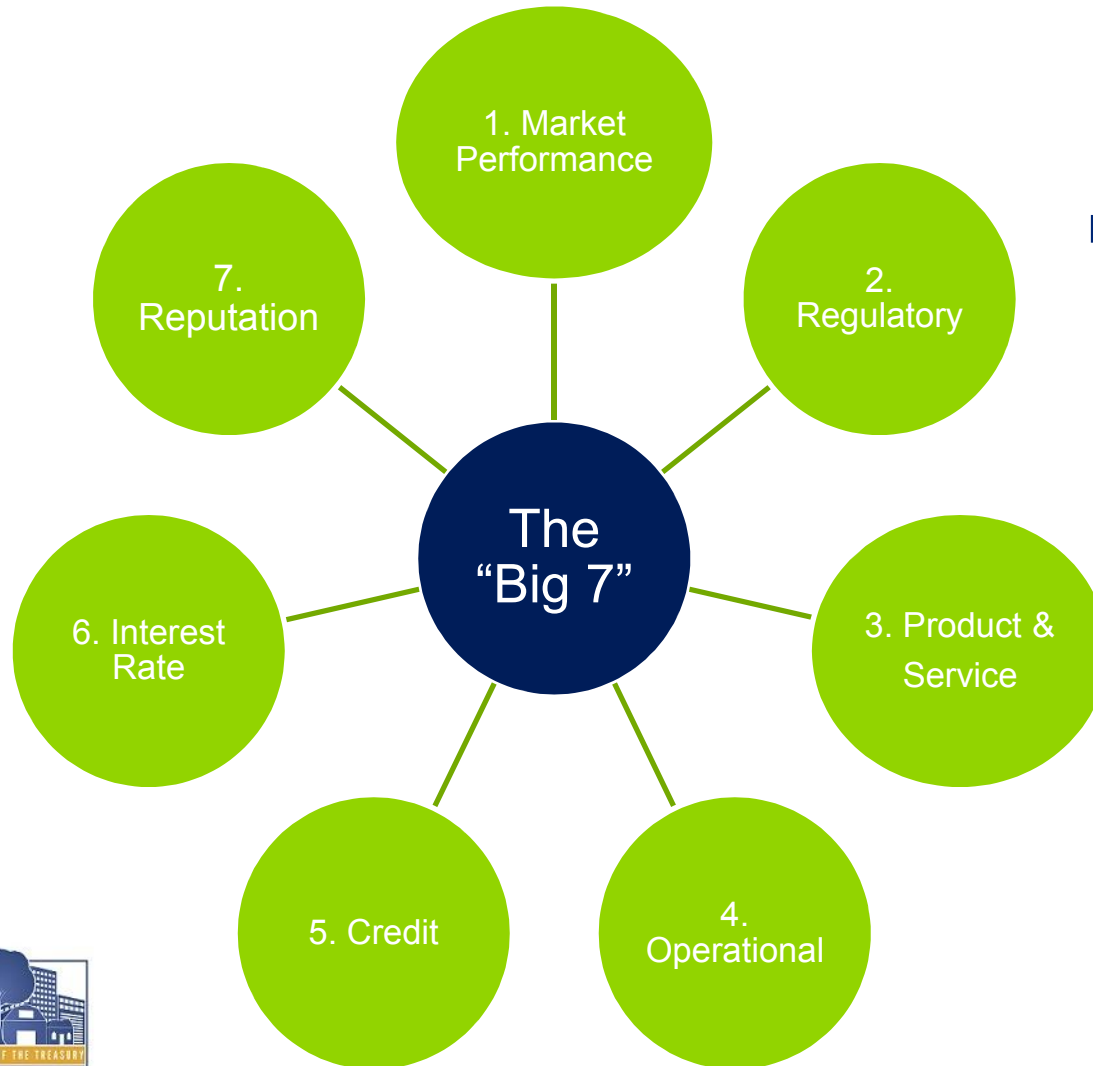 1. Market
Performance
2.
Regulatory
3. Product &
Service
4.
Operational
5. Credit
6. Interest
Rate
7.
Reputation
The
“Big 7”
F THE TREASURY